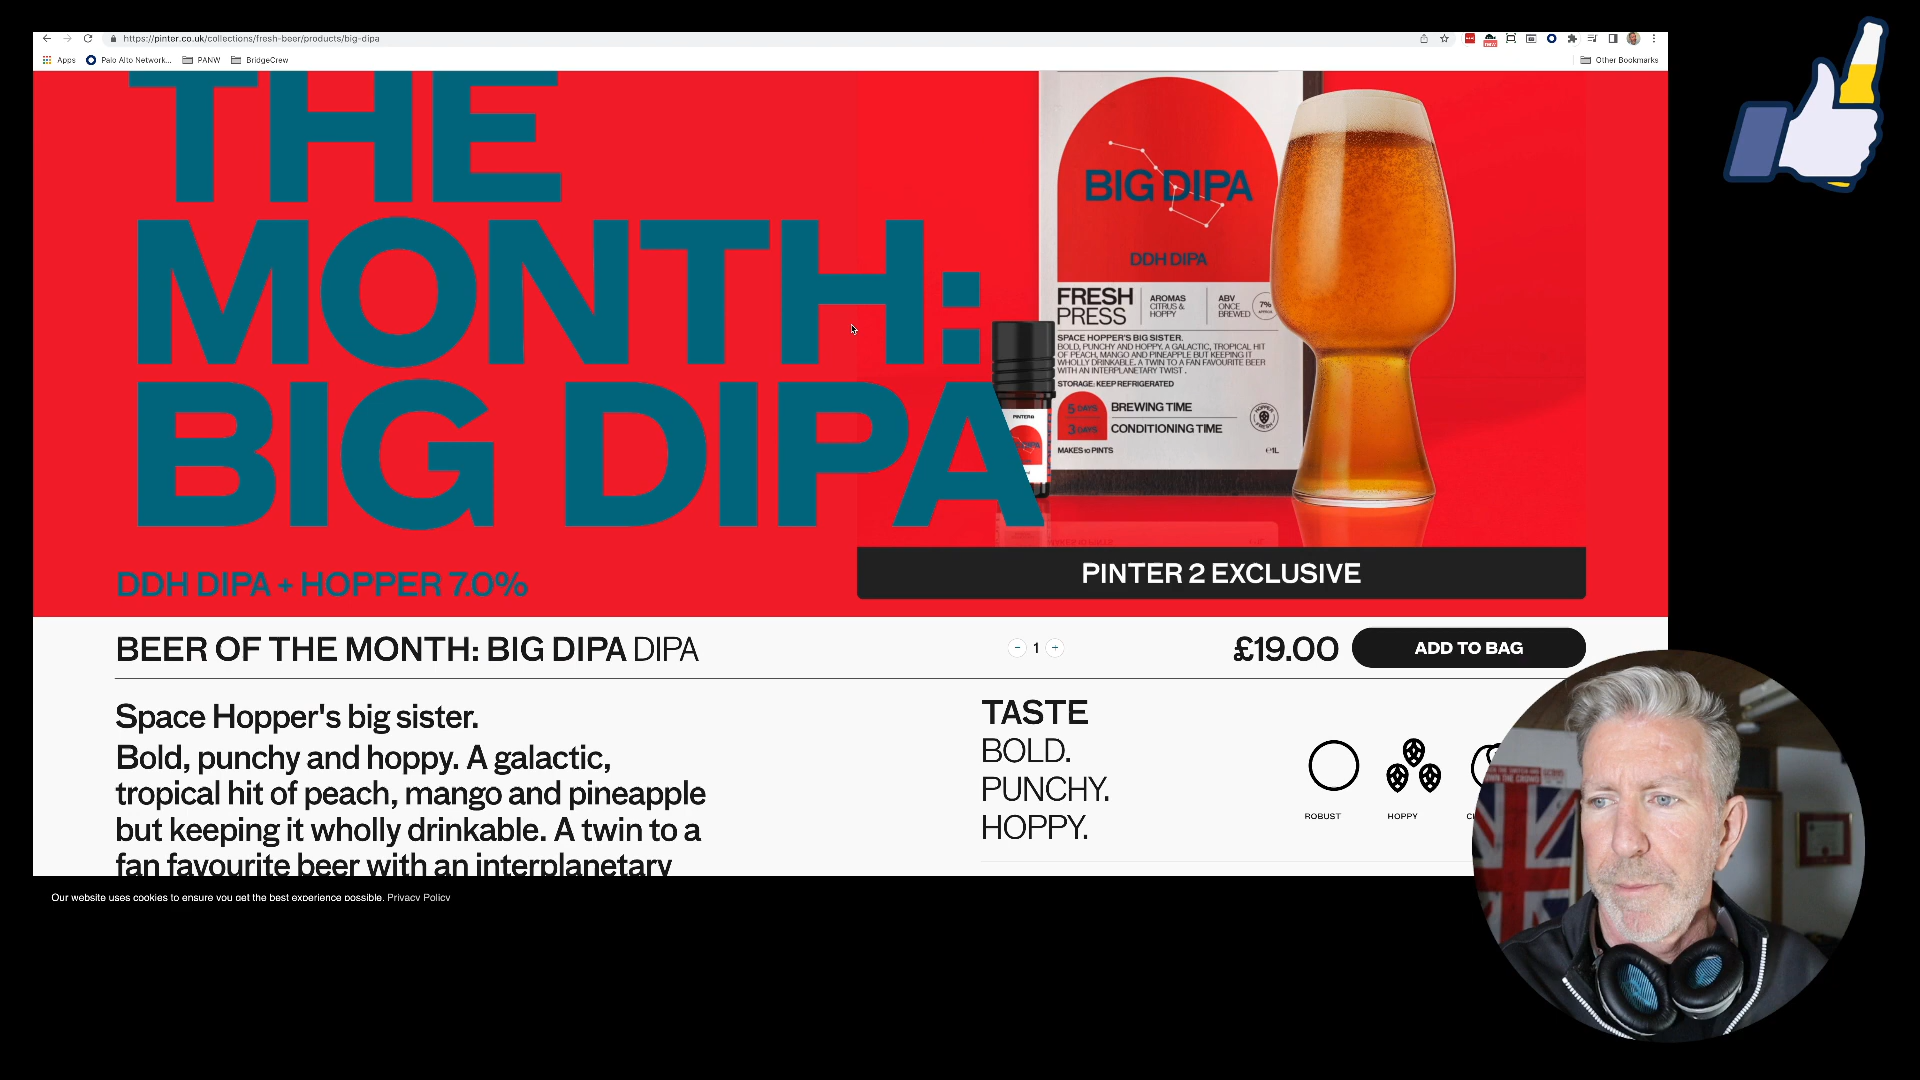 https://pinter.co.uk/collections/fresh-beer/products/big-dipa
Apps
Palo Alto Network...
PANW
BridgeCrew
Other Bookmarks
THE
MONTH:
BIG DIPA
DDH DIPA + HOPPER 7.0%
BIG DIPA
DDH DIPA
FRESH
PRESS
AROMAS
CITRUS &
HOPPY
ABV
ONCE
BREWED
7%
SPACE HOPPER'S BIG SISTER.
BOLD, PUNCHY AND HOPPY. A GALACTIC, TROPICAL HIT
OF PEACH, MANGO AND PINEAPPLE BUT KEEPING IT
WHOLLY DRINKABLE. A TWIN TO A FAN FAVOURITE BEER
WITH AN INTERPLANETARY TWIST.
STORAGE: KEEP REFRIGERATED
5 DAYS
BREWING TIME
3 DAYS
CONDITIONING TIME
MAKES 10 PINTS
℮1L
PINTER 2 EXCLUSIVE
BEER OF THE MONTH: BIG DIPA DIPA
− 1 +
£19.00
ADD TO BAG
Space Hopper's big sister.
Bold, punchy and hoppy. A galactic,
tropical hit of peach, mango and pineapple
but keeping it wholly drinkable. A twin to a
fan favourite beer with an interplanetary
TASTE
BOLD.
PUNCHY.
HOPPY.
ROBUST
HOPPY
Our website uses cookies to ensure you get the best experience possible. Privacy Policy